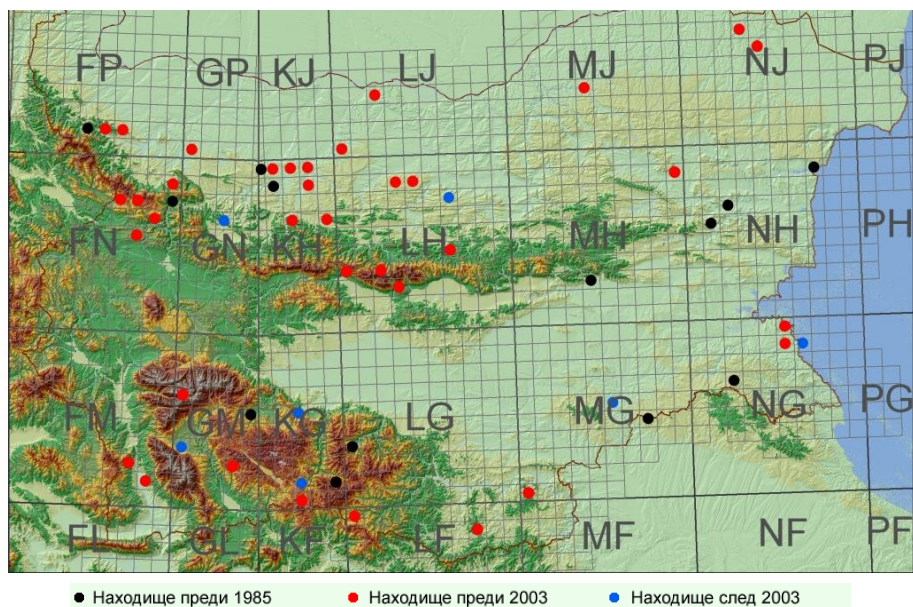 FP GP KJ LJ MJ NJ PJ
FN GN KH LH MH NH PH
FM GM KG LG MG NG PG
FL GL KF LF MF NF PF
Находище преди 1985 Находище преди 2003 Находище след 2003